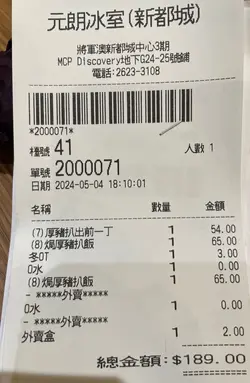 元朗冰室(新都城)
將軍澳新都城中心3期
MCP Discovery地下G24-25號鋪
電話:2623-3108
*2000071*
檯號 41 人數 1
單號 2000071
日期 2024-05-04 18:10:01
名稱 數量 金額
(7)厚豬扒出前一丁 1 54.00
(8)焗厚豬扒飯 1 65.00
冬OT 1 3.00
O水 1 0.00
(8)焗厚豬扒飯 1 65.00
- *****外賣*****
O水 1 0.00
- *****外賣*****
外賣盒 1 2.00
總金額:$189.00